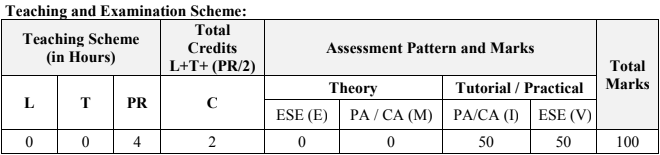 Teaching and Examination Scheme:
Teaching Scheme
(in Hours)
Total
Credits
L+T+ (PR/2)
Assessment Pattern and Marks
Total
Marks
L
T
PR
C
Theory
Tutorial / Practical
ESE (E)
PA / CA (M)
PA/CA (I)
ESE (V)
0 0 4 2 0 0 50 50 100